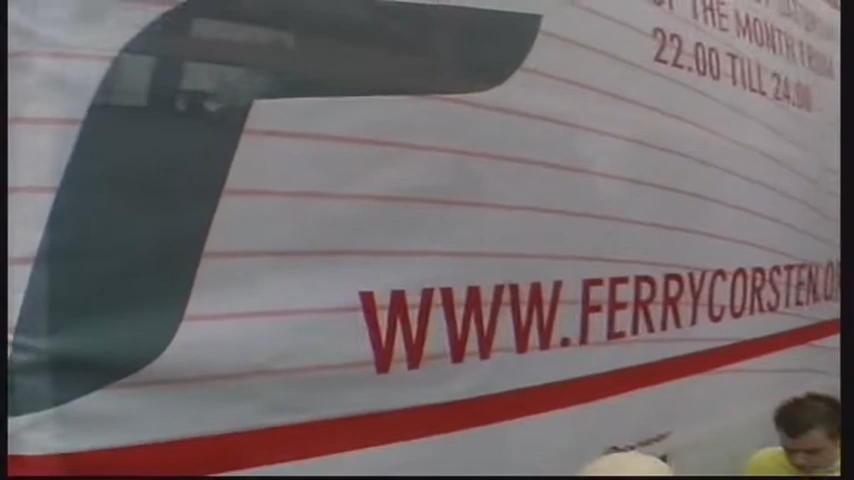 OF THE MONTH FROM
22.00 TILL 24.00
WWW.FERRYCORSTEN.